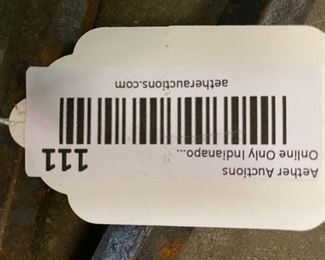 Aether Auctions
Online Only Indianapo...
111
aetherauctions.com